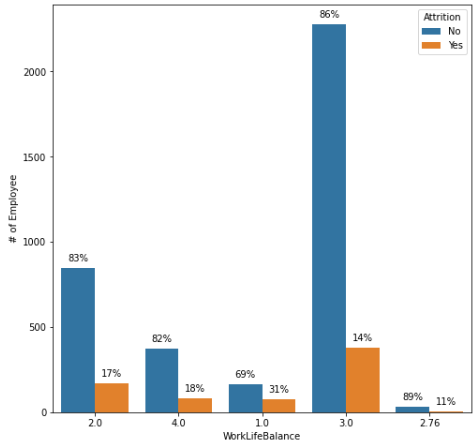 86%
Attrition
No
Yes
2000
1500
# of Employee
1000
83%
500
82%
17%
18%
69%
31%
14%
89%
11%
0
2.0 4.0 1.0 3.0 2.76
WorkLifeBalance